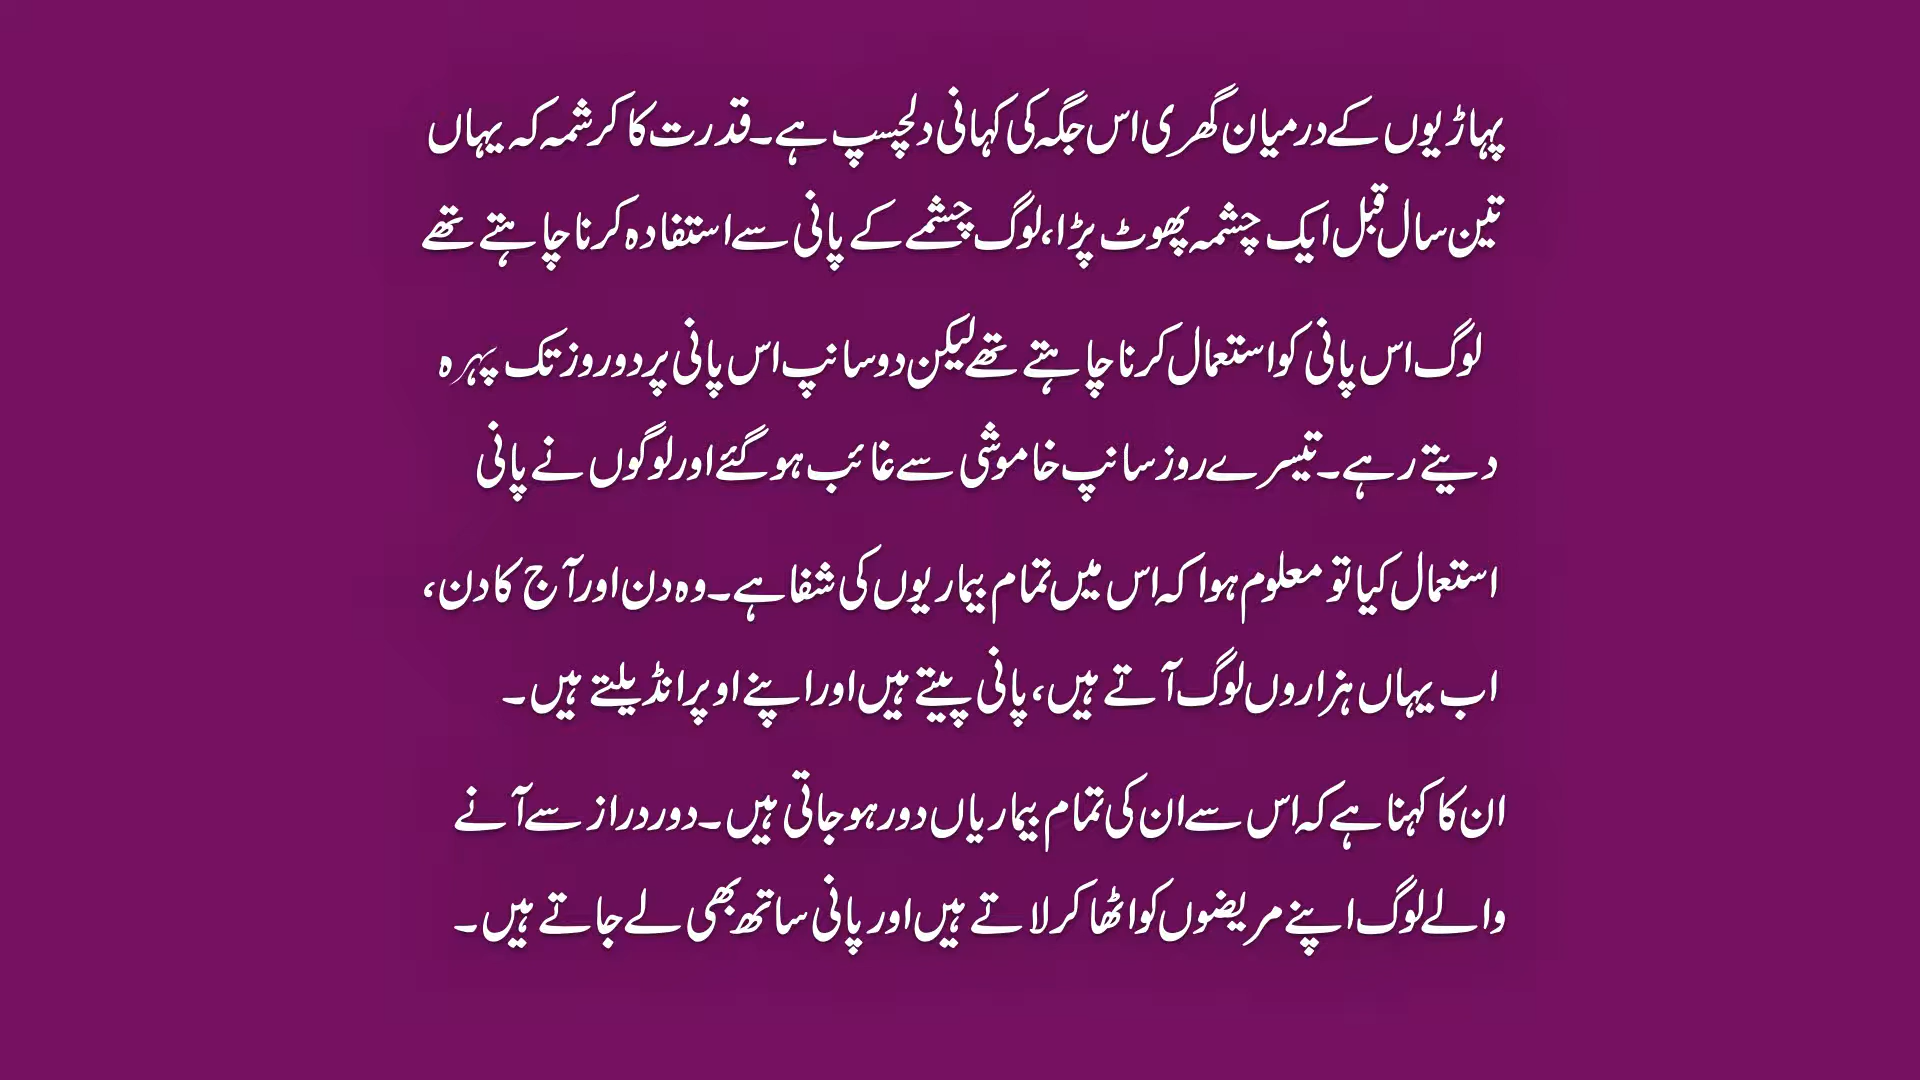 پہاڑیوں کے درمیان گھری اس جگہ کی کہانی دلچسپ ہے۔ قدرت کا کرشمہ کہ یہاں
تین سال قبل ایک چشمہ پھوٹ پڑا، لوگ چشمے کے پانی سے استفادہ کرنا چاہتے تھے
لوگ اس پانی کو استعمال کرنا چاہتے تھے لیکن دو سانپ اس پانی پر دو روز تک پہرہ
دیتے رہے۔ تیسرے روز سانپ خاموشی سے غائب ہو گئے اور لوگوں نے پانی
استعمال کیا تو معلوم ہوا کہ اس میں تمام بیماریوں کی شفا ہے۔ وہ دن اور آج کا دن،
اب یہاں ہزاروں لوگ آتے ہیں، پانی پیتے ہیں اور اپنے اوپر انڈیلتے ہیں۔
ان کا کہنا ہے کہ اس سے ان کی تمام بیماریاں دور ہو جاتی ہیں۔ دور دراز سے آنے
والے لوگ اپنے مریضوں کو اٹھا کر لاتے ہیں اور پانی ساتھ بھی لے جاتے ہیں۔